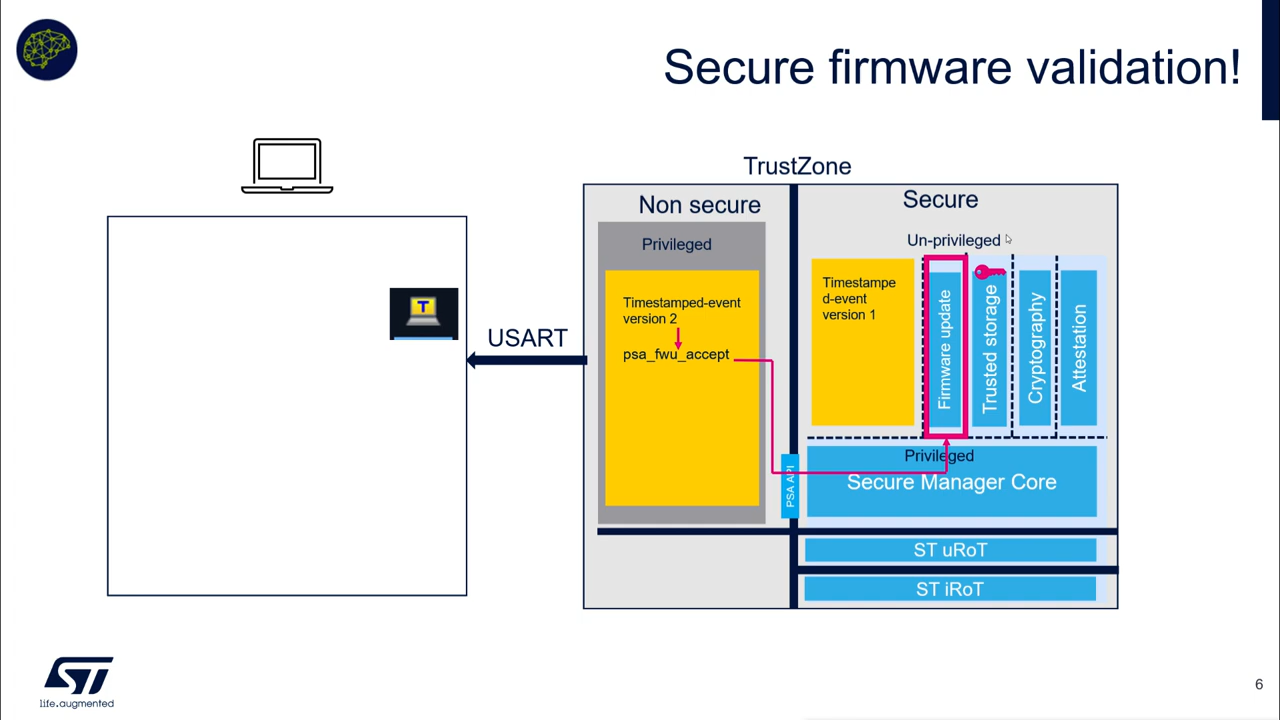 Secure firmware validation!
TrustZone
Non secure
Secure
Privileged
Un-privileged
Timestamped-event
version 2
psa_fwu_accept
Timestampe
d-event
version 1
Firmware update
Trusted storage
Cryptography
Attestation
T
USART
PSA API
Privileged
Secure Manager Core
ST uRoT
ST iRoT
ST
life.augmented
6